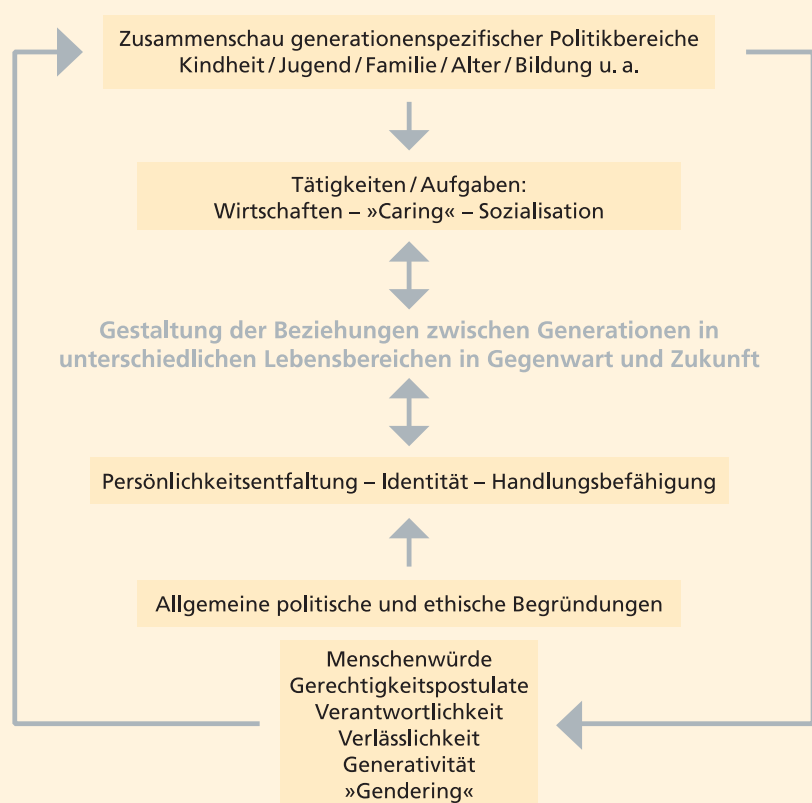 Zusammenschau generationenspezifischer Politikbereiche
Kindheit / Jugend / Familie / Alter / Bildung u. a.
Tätigkeiten / Aufgaben:
Wirtschaften – »Caring« – Sozialisation
Gestaltung der Beziehungen zwischen Generationen in
unterschiedlichen Lebensbereichen in Gegenwart und Zukunft
Persönlichkeitsentfaltung – Identität – Handlungsbefähigung
Allgemeine politische und ethische Begründungen
Menschenwürde
Gerechtigkeitspostulate
Verantwortlichkeit
Verlässlichkeit
Generativität
»Gendering«